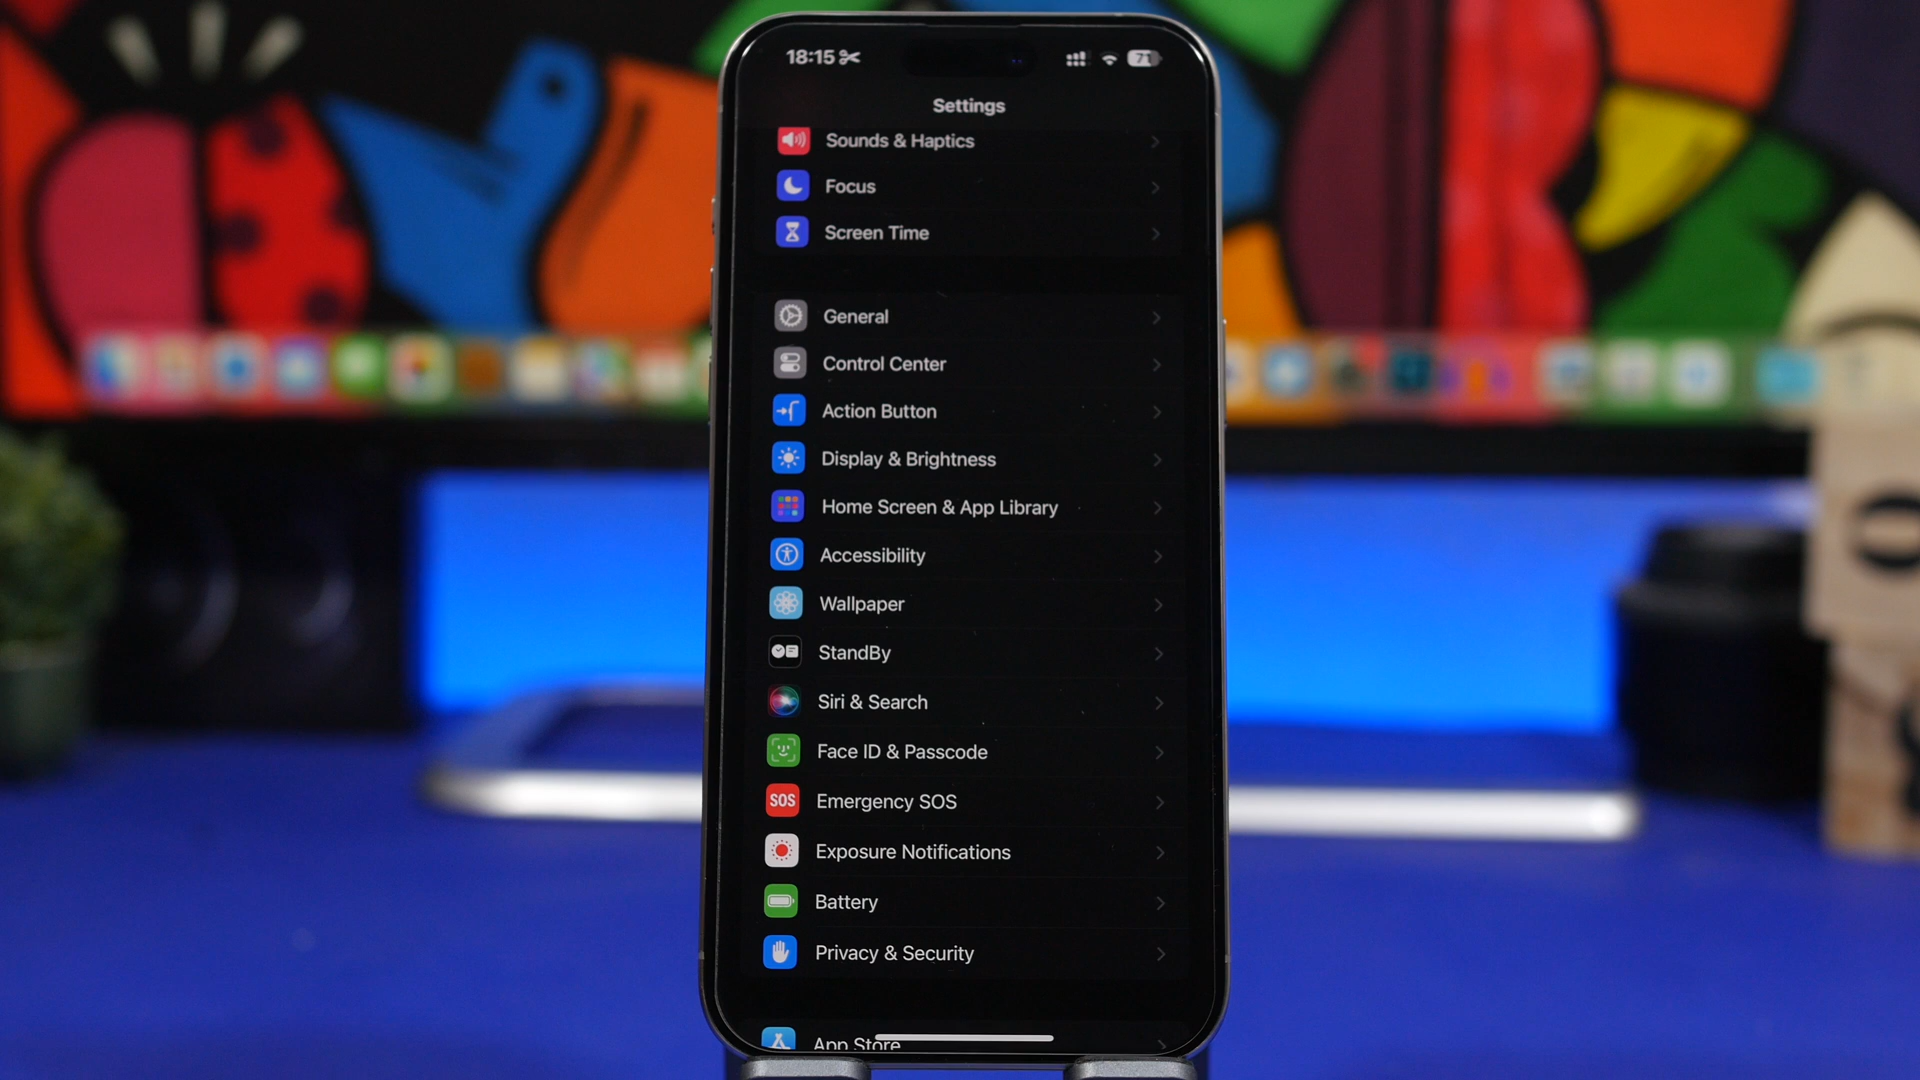 18:15
71
Settings
Sounds & Haptics
Focus
Screen Time
General
Control Center
Action Button
Display & Brightness
Home Screen & App Library
Accessibility
Wallpaper
StandBy
Siri & Search
Face ID & Passcode
SOS Emergency SOS
Exposure Notifications
Battery
Privacy & Security
App Store